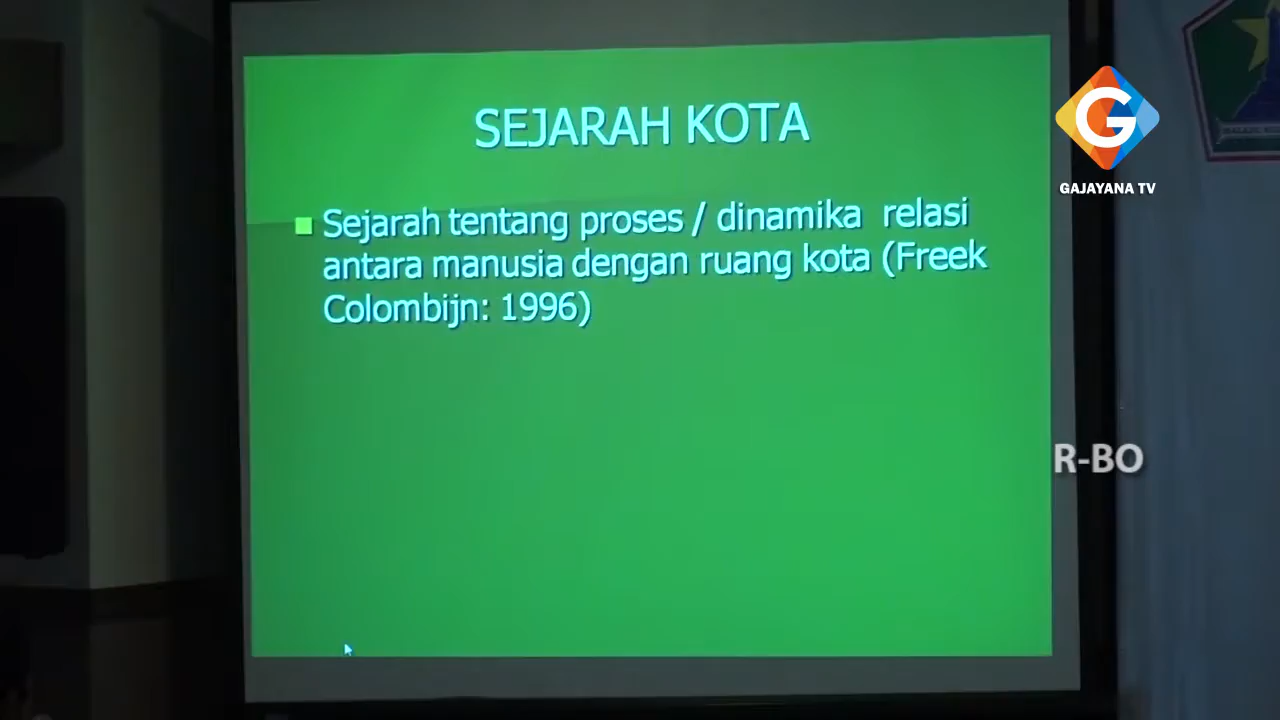 SEJARAH KOTA
Sejarah tentang proses / dinamika relasi
antara manusia dengan ruang kota (Freek
Colombijn: 1996)
G
GAJAYANA TV
R-BO